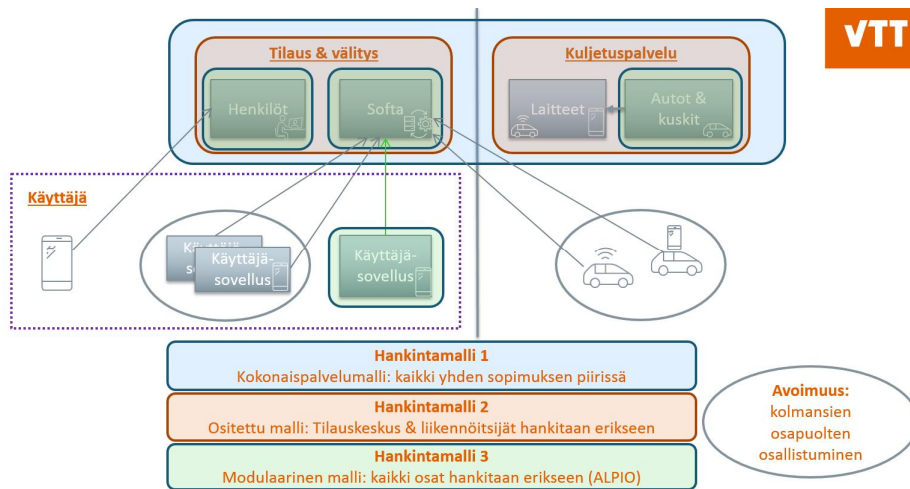 VTT
Tilaus & välitys
Kuljetuspalvelu
Henkilöt
Softa
Laitteet
Autot &
kuskit
Käyttäjä
Käyttäjä-
sovellus
Käyttäjä-
sovellus
Hankintamalli 1
Kokonaispalvelumalli: kaikki yhden sopimuksen piirissä
Hankintamalli 2
Ositettu malli: Tilauskeskus & liikennöitsijät hankitaan erikseen
Hankintamalli 3
Modulaarinen malli: kaikki osat hankitaan erikseen (ALPIO)
Avoimuus:
kolmansien
osapuolten
osallistuminen